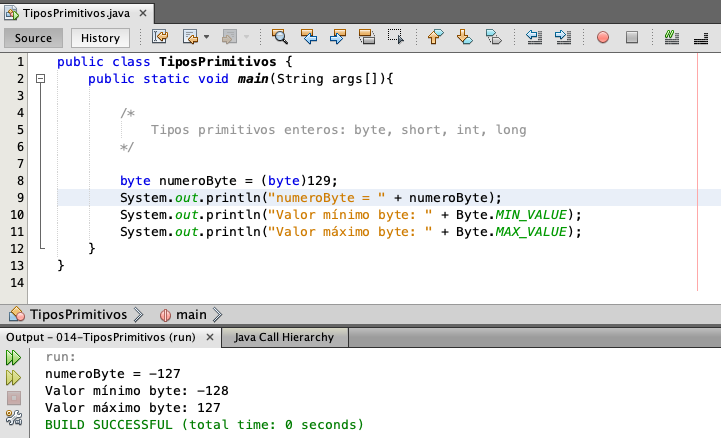 TiposPrimitivos.java ×
Source History
1 public class TiposPrimitivos {
2 public static void main(String args[]){
3
4 /*
5 Tipos primitivos enteros: byte, short, int, long
6 */
7
8 byte numeroByte = (byte)129;
9 System.out.println("numeroByte = " + numeroByte);
10 System.out.println("Valor mínimo byte: " + Byte.MIN_VALUE);
11 System.out.println("Valor máximo byte: " + Byte.MAX_VALUE);
12 }
13 }
14
TiposPrimitivos main
Output - 014-TiposPrimitivos (run) × Java Call Hierarchy
run:
numeroByte = -127
Valor mínimo byte: -128
Valor máximo byte: 127
BUILD SUCCESSFUL (total time: 0 seconds)